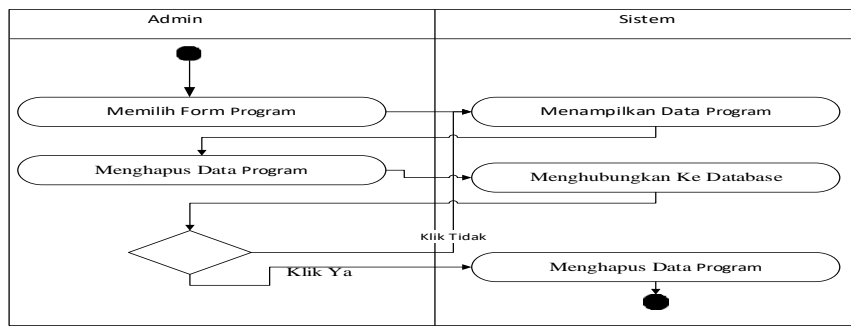 Admin
Sistem
Memilih Form Program
Menampilkan Data Program
Menghapus Data Program
Menghubungkan Ke Database
Klik Tidak
Klik Ya
Menghapus Data Program